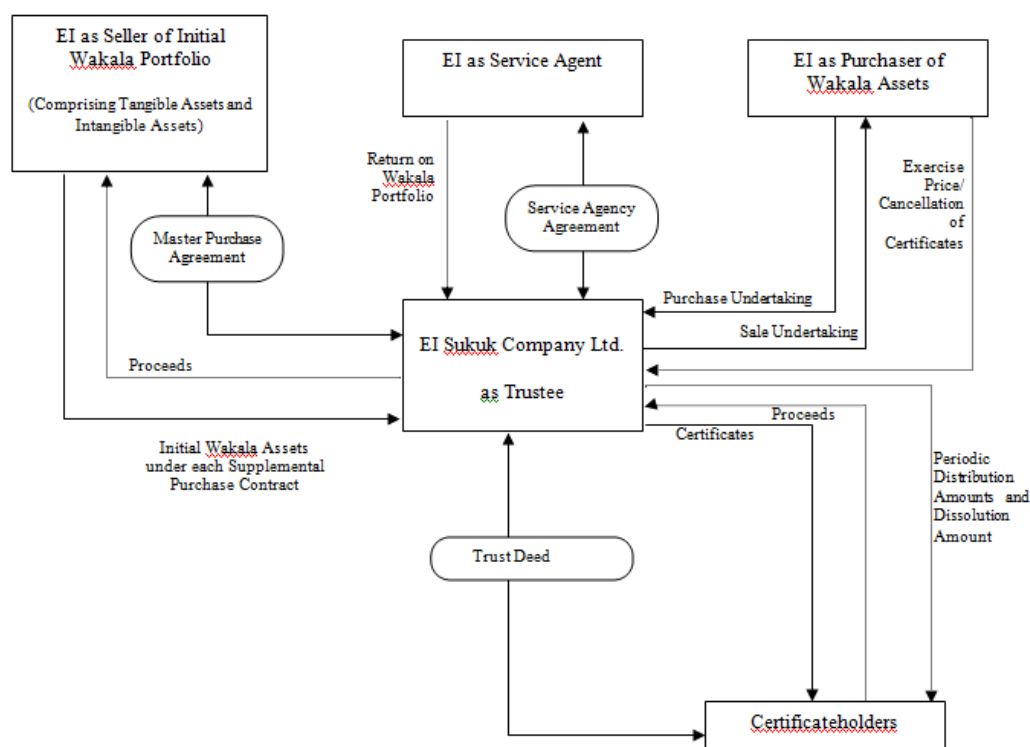 EI as Seller of Initial
Wakala Portfolio
(Comprising Tangible Assets and
Intangible Assets)
EI as Service Agent
EI as Purchaser of
Wakala Assets
Return on
Wakala
Portfolio
Exercise
Price/
Cancellation
of
Certificates
Service Agency
Agreement
Master Purchase
Agreement
Purchase Undertaking
Sale Undertaking
EI Sukuk Company Ltd.
as Trustee
Proceeds
Proceeds
Certificates
Initial Wakala Assets
under each Supplemental
Purchase Contract
Periodic
Distribution
Amounts and
Dissolution
Amount
Trust Deed
Certificateholders